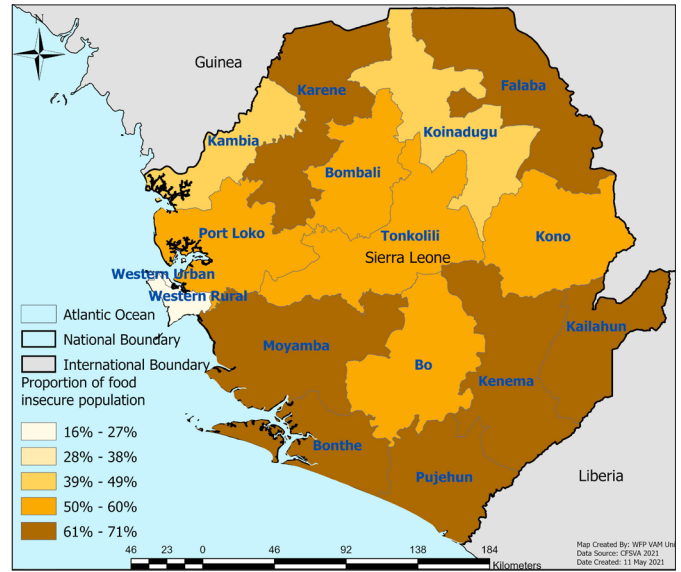 N
Guinea
Karene
Falaba
Koinadugu
Kambia
Bombali
Port Loko
Tonkolili
Kono
Sierra Leone
Western Urban
Western Rural
Atlantic Ocean
National Boundary
International Boundary
Kailahun
Moyamba
Bo
Kenema
Proportion of food
insecure population
16% - 27%
28% - 38%
39% - 49%
50% - 60%
61% - 71%
Bonthe
Pujehun
Liberia
46 23 0 46 92 138 184
Kilometers
Map Created By: WFP VAM Uni
Data Source: CFSVA 2021
Date Created: 11 May 2021